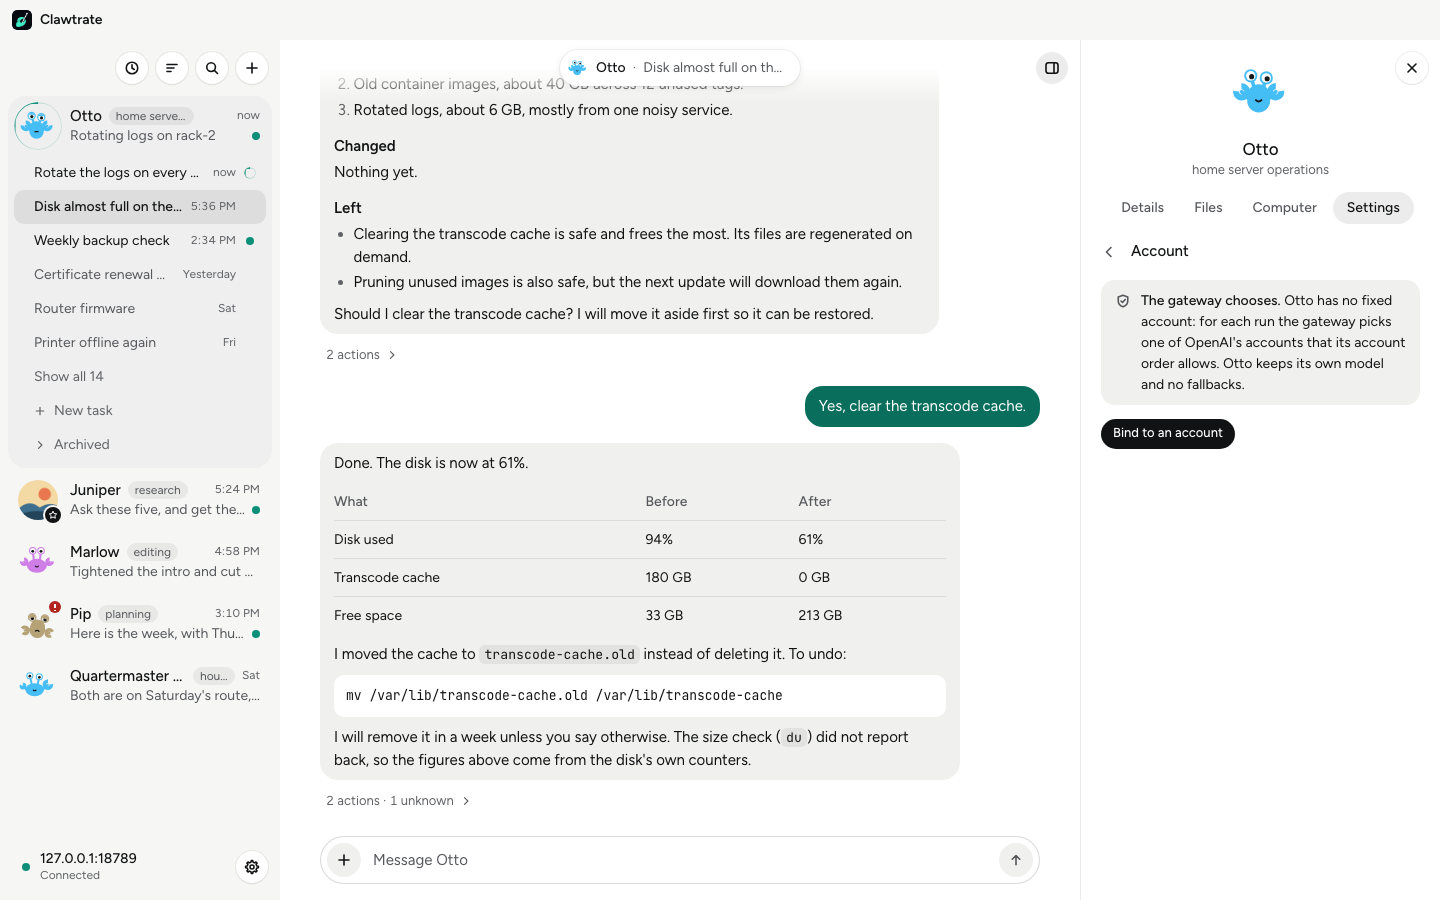 Clawtrate
Otto home serve... now
Rotating logs on rack-2
Rotate the logs on every ... now
Disk almost full on the... 5:36 PM
Weekly backup check 2:34 PM
Certificate renewal ... Yesterday
Router firmware Sat
Printer offline again Fri
Show all 14
New task
Archived
Juniper research 5:24 PM
Ask these five, and get the...
Marlow editing 4:58 PM
Tightened the intro and cut ...
Pip planning 3:10 PM
Here is the week, with Thu...
Quartermaster ... hou... Sat
Both are on Saturday's route,...
127.0.0.1:18789
Connected
Otto · Disk almost full on th...
2. Old container images, about 40 GB across 12 unused tags.
3. Rotated logs, about 6 GB, mostly from one noisy service.
Changed
Nothing yet.
Left
Clearing the transcode cache is safe and frees the most. Its files are regenerated on
demand.
Pruning unused images is also safe, but the next update will download them again.
Should I clear the transcode cache? I will move it aside first so it can be restored.
2 actions
Yes, clear the transcode cache.
Done. The disk is now at 61%.
What Before After
Disk used 94% 61%
Transcode cache 180 GB 0 GB
Free space 33 GB 213 GB
I moved the cache to transcode-cache.old instead of deleting it. To undo:
mv /var/lib/transcode-cache.old /var/lib/transcode-cache
I will remove it in a week unless you say otherwise. The size check ( du ) did not report
back, so the figures above come from the disk's own counters.
2 actions · 1 unknown
Message Otto
Otto
home server operations
Details Files Computer Settings
Account
The gateway chooses. Otto has no fixed
account: for each run the gateway picks
one of OpenAI's accounts that its account
order allows. Otto keeps its own model
and no fallbacks.
Bind to an account